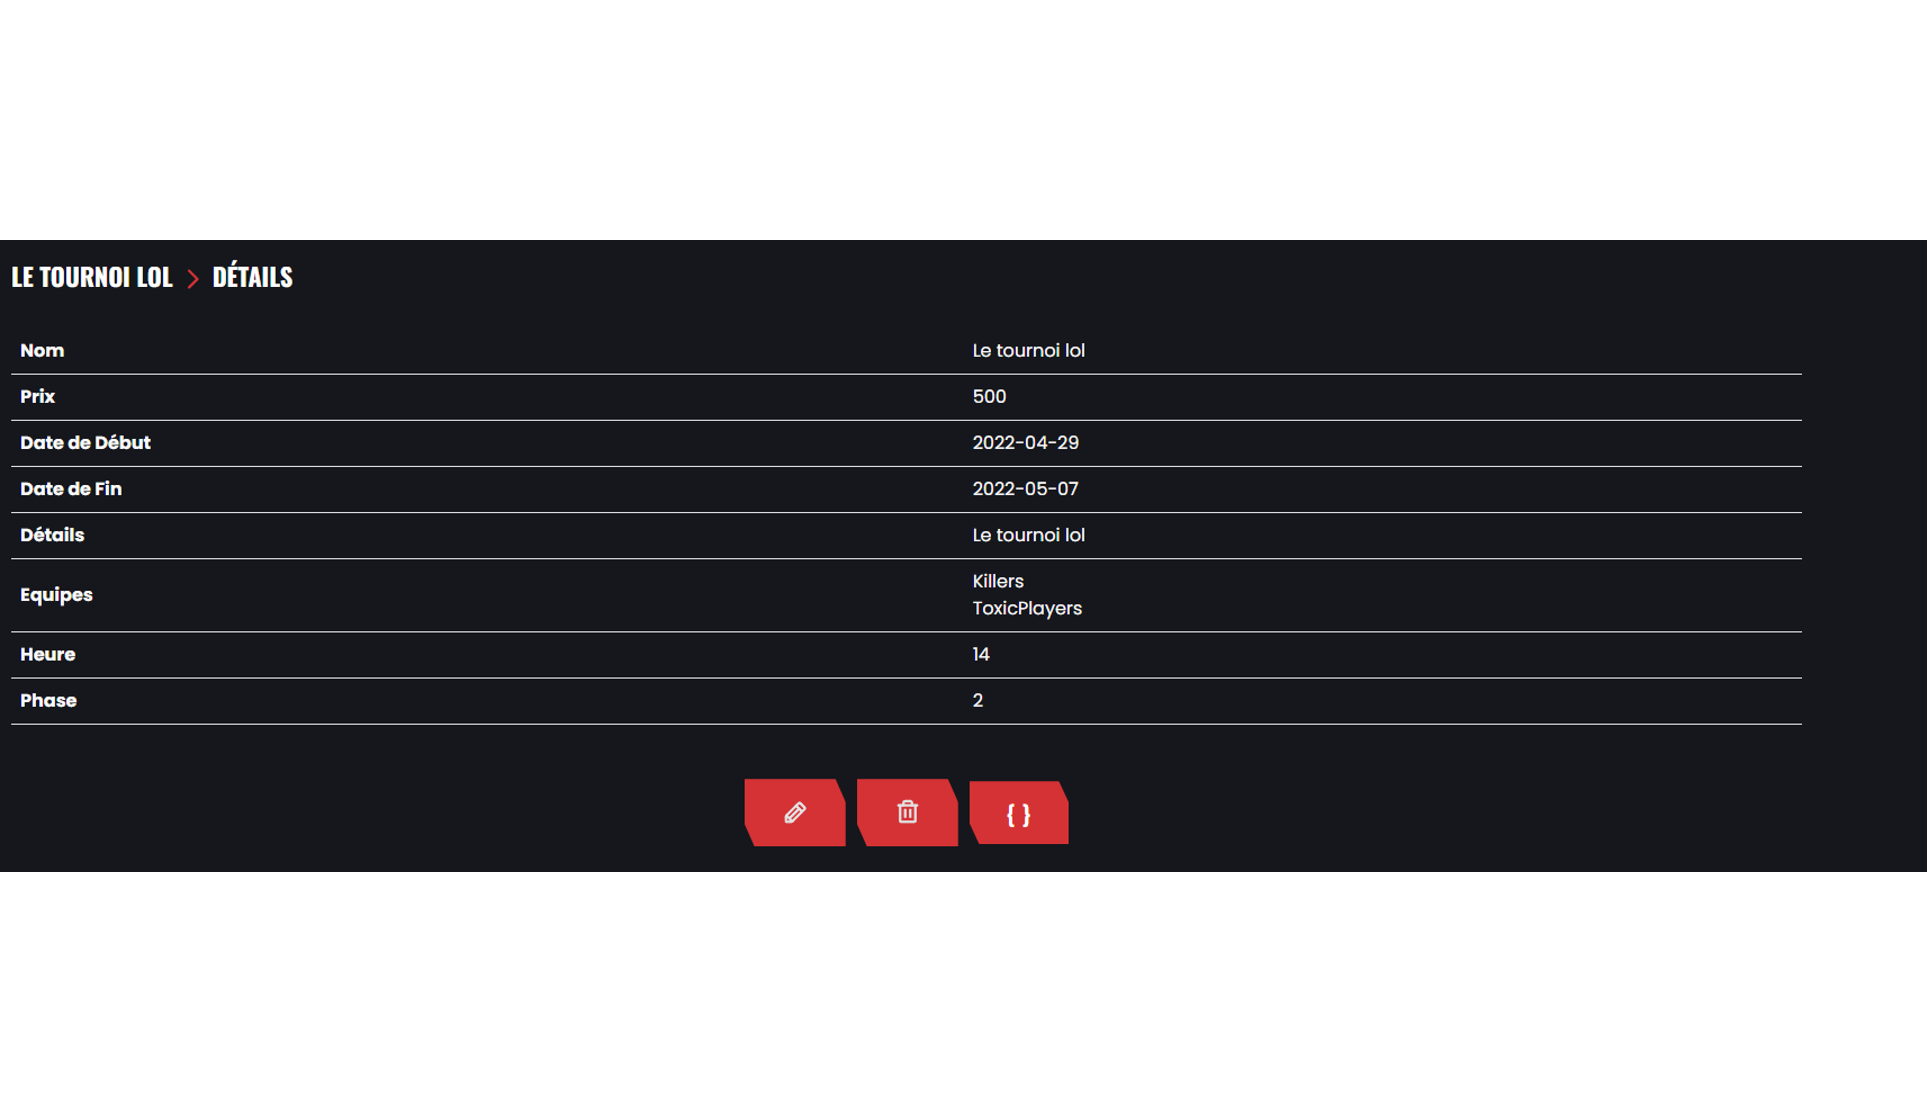 LE TOURNOI LOL > DÉTAILS
Nom Le tournoi lol
Prix 500
Date de Début 2022-04-29
Date de Fin 2022-05-07
Détails Le tournoi lol
Equipes Killers
ToxicPlayers
Heure 14
Phase 2
{ }